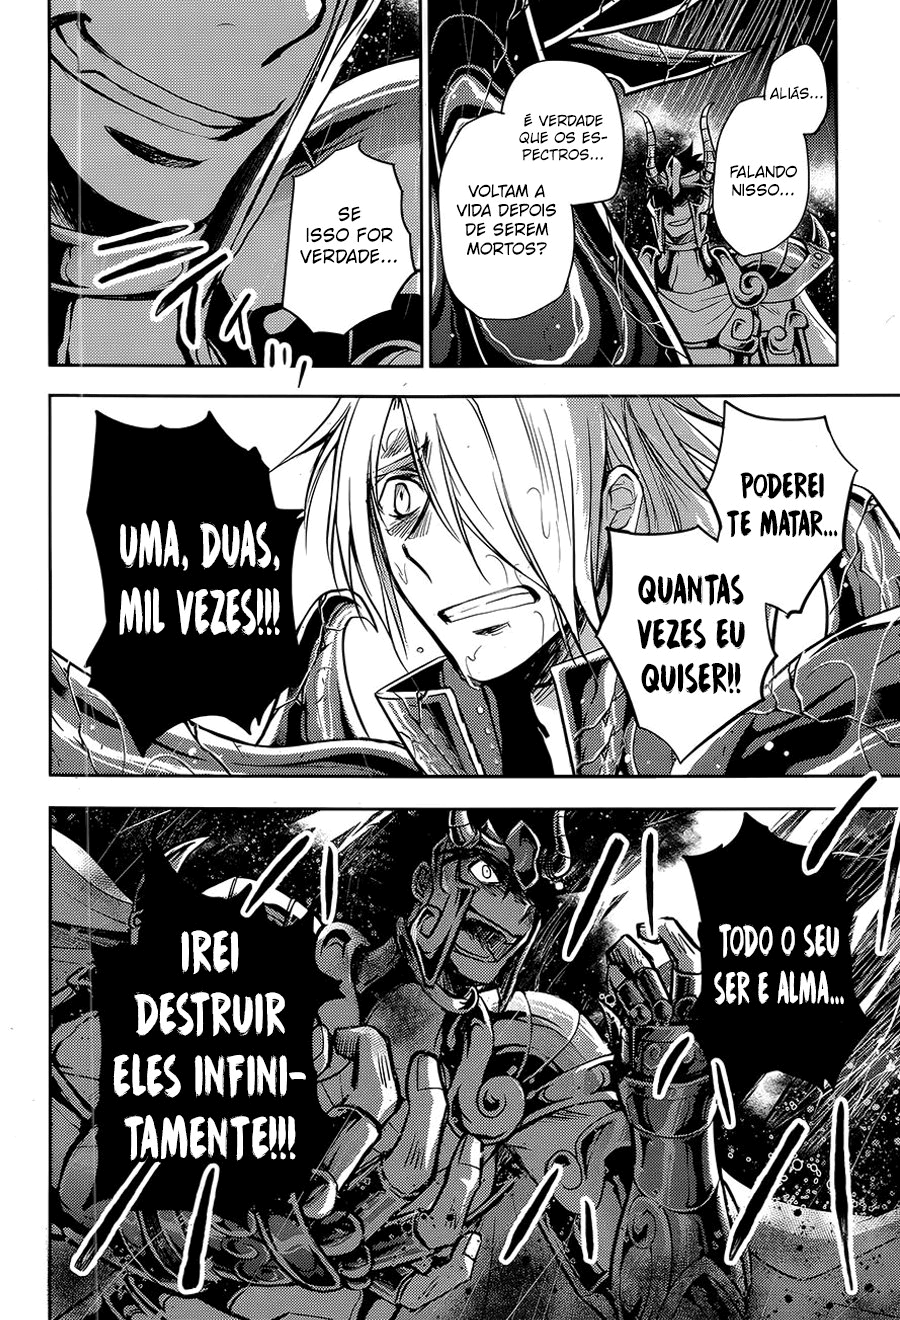 ALIÁS...
FALANDO
NISSO...
É VERDADE
QUE OS ES-
PECTROS...
VOLTAM A
VIDA DEPOIS
DE SEREM
MORTOS?
SE
ISSO FOR
VERDADE...
PODEREI
TE MATAR...
QUANTAS
VEZES EU
QUISER!!
UMA, DUAS,
MIL VEZES!!!
TODO O SEU
SER E ALMA...
IREI
DESTRUIR
ELES INFINI-
TAMENTE!!!